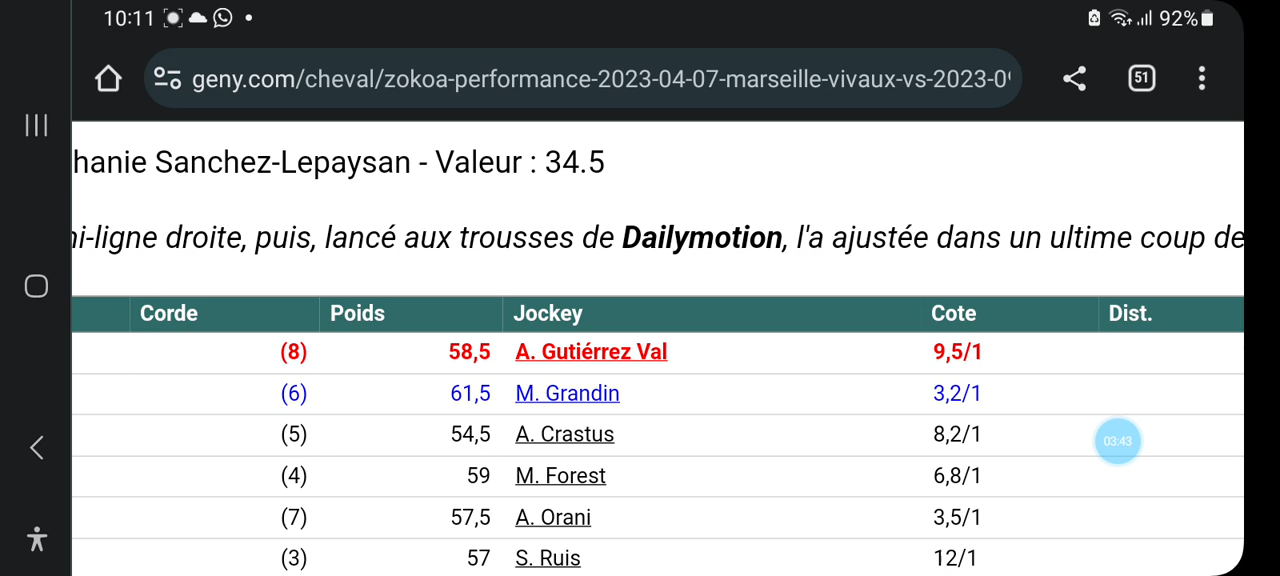 10:11 92%
geny.com/cheval/zokoa-performance-2023-04-07-marseille-vivaux-vs-2023-0
51
hanie Sanchez-Lepaysan - Valeur : 34.5
ni-ligne droite, puis, lancé aux trousses de Dailymotion, l'a ajustée dans un ultime coup de
Corde Poids Jockey Cote Dist.
(8) 58,5 A. Gutiérrez Val 9,5/1
(6) 61,5 M. Grandin 3,2/1
(5) 54,5 A. Crastus 8,2/1
03:43
(4) 59 M. Forest 6,8/1
(7) 57,5 A. Orani 3,5/1
(3) 57 S. Ruis 12/1